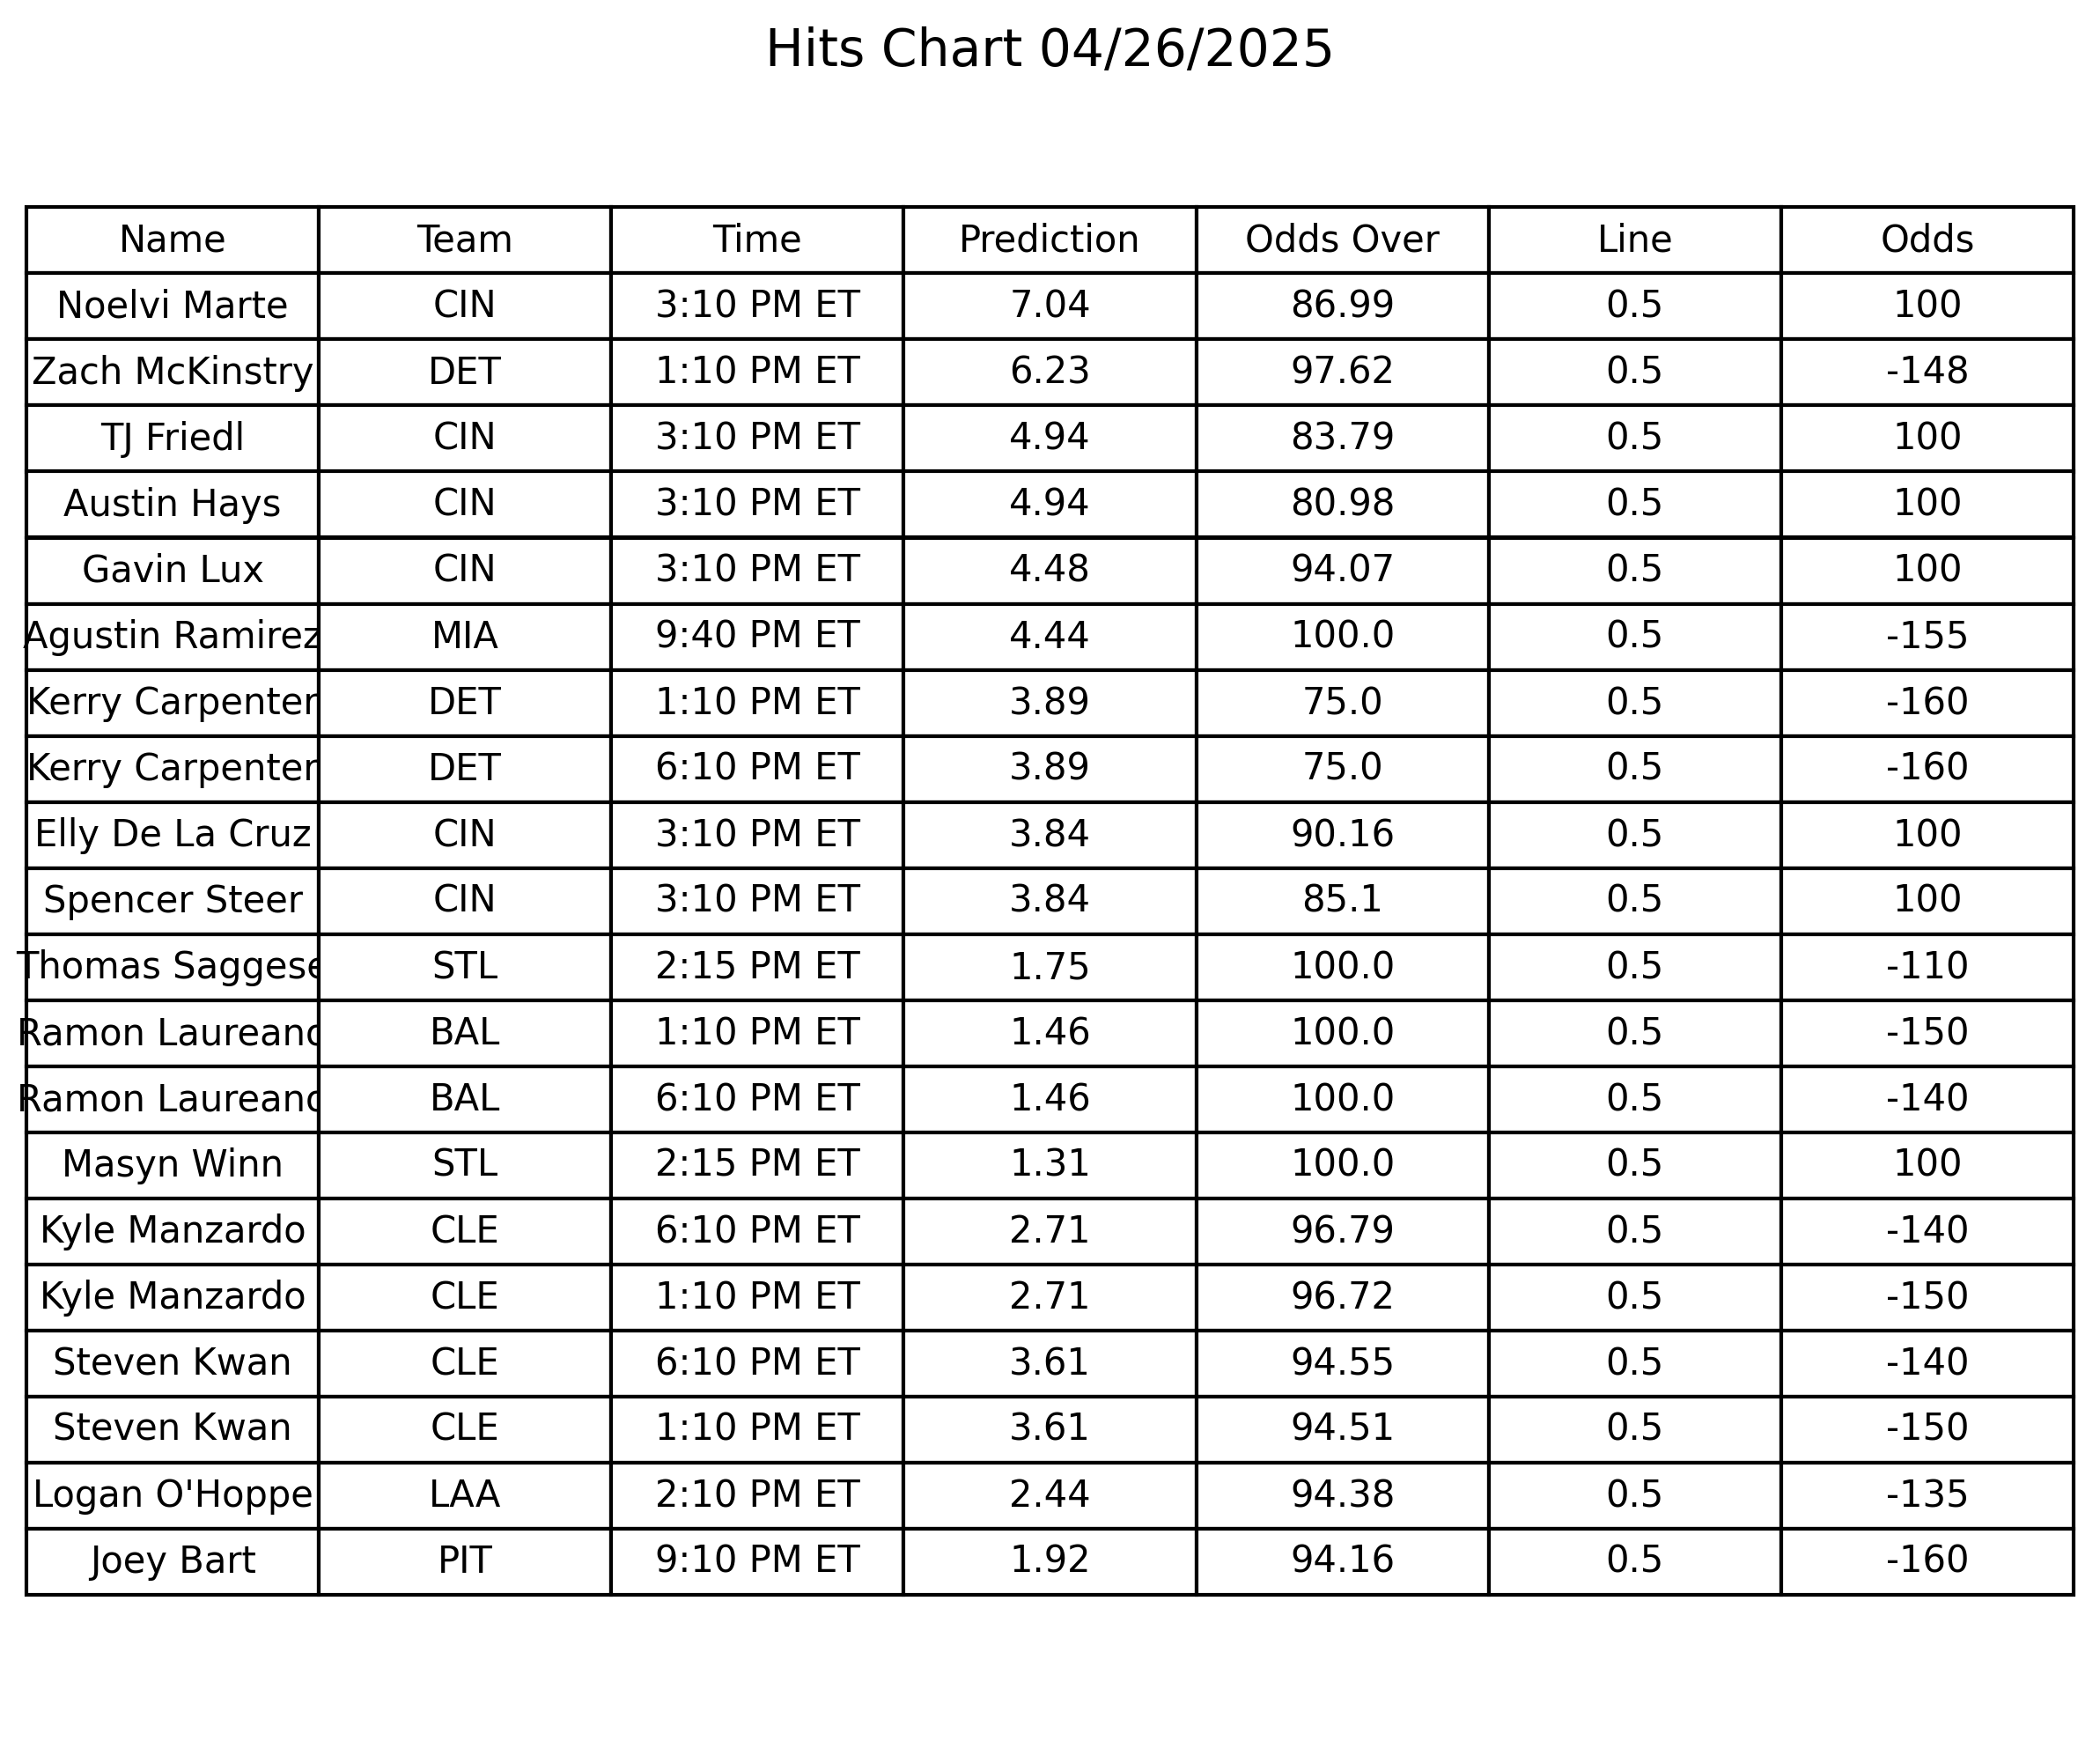 Hits Chart 04/26/2025
Name Team Time Prediction Odds Over Line Odds
Noelvi Marte CIN 3:10 PM ET 7.04 86.99 0.5 100
Zach McKinstry DET 1:10 PM ET 6.23 97.62 0.5 -148
TJ Friedl CIN 3:10 PM ET 4.94 83.79 0.5 100
Austin Hays CIN 3:10 PM ET 4.94 80.98 0.5 100
Gavin Lux CIN 3:10 PM ET 4.48 94.07 0.5 100
Agustin Ramirez MIA 9:40 PM ET 4.44 100.0 0.5 -155
Kerry Carpenter DET 1:10 PM ET 3.89 75.0 0.5 -160
Kerry Carpenter DET 6:10 PM ET 3.89 75.0 0.5 -160
Elly De La Cruz CIN 3:10 PM ET 3.84 90.16 0.5 100
Spencer Steer CIN 3:10 PM ET 3.84 85.1 0.5 100
Thomas Saggese STL 2:15 PM ET 1.75 100.0 0.5 -110
Ramon Laureano BAL 1:10 PM ET 1.46 100.0 0.5 -150
Ramon Laureano BAL 6:10 PM ET 1.46 100.0 0.5 -140
Masyn Winn STL 2:15 PM ET 1.31 100.0 0.5 100
Kyle Manzardo CLE 6:10 PM ET 2.71 96.79 0.5 -140
Kyle Manzardo CLE 1:10 PM ET 2.71 96.72 0.5 -150
Steven Kwan CLE 6:10 PM ET 3.61 94.55 0.5 -140
Steven Kwan CLE 1:10 PM ET 3.61 94.51 0.5 -150
Logan O'Hoppe LAA 2:10 PM ET 2.44 94.38 0.5 -135
Joey Bart PIT 9:10 PM ET 1.92 94.16 0.5 -160